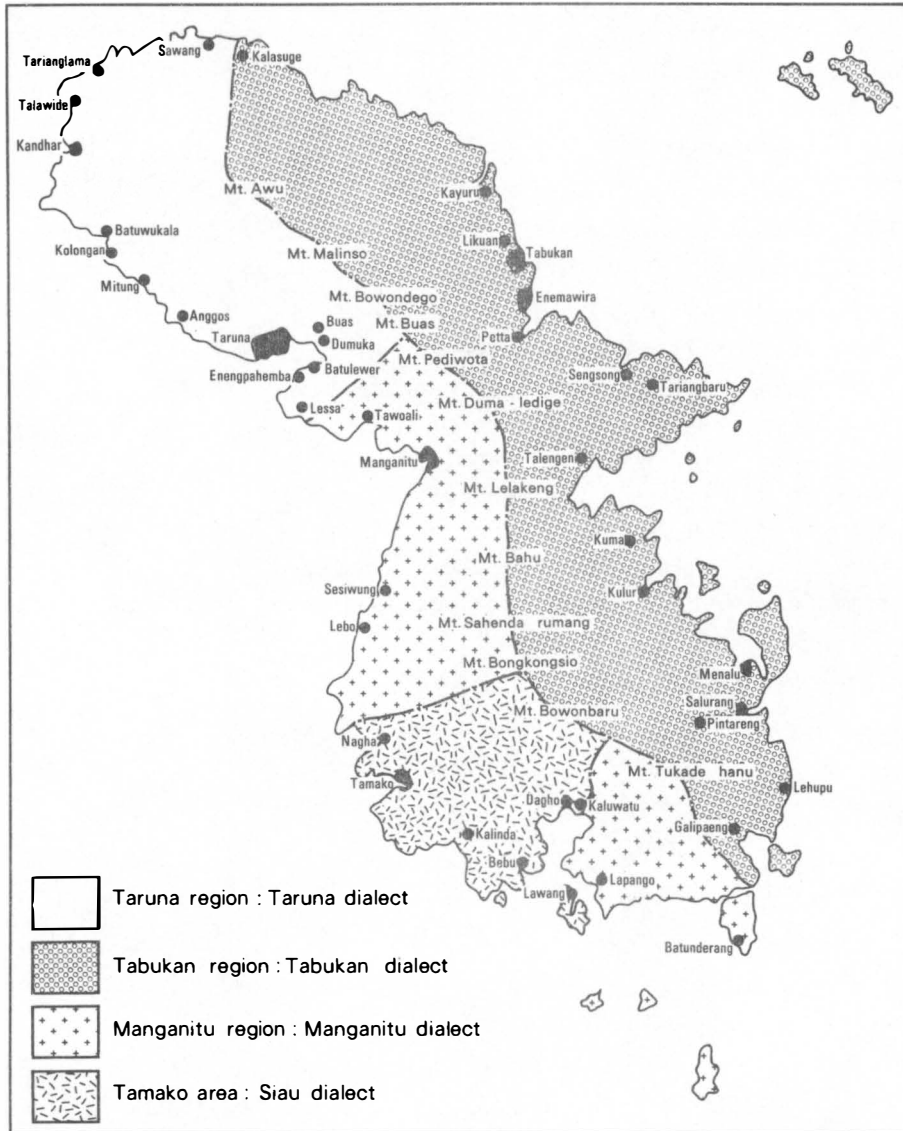 Sawang
Kalasuge
Tarianglama
Talawide
Kandhar
Mt. Awu
Kayuru
Batuwukala
Likuan
Kolongan
Mt. Malinso
Tabukan
Mitung
Mt. Bowondego
Enemawira
Anggos
Buas
Mt. Buas
Taruna
Dumuka
Petta
Mt. Pediwota
Batulewer
Enengpahemba
Sengsong
Tariangbaru
Mt. Duma - ledige
Lessa
Tawoali
Manganitu
Talengen
Mt. Lelakeng
Kuma
Mt. Bahu
Sesiwung
Kulur
Lebo
Mt. Sahenda rumang
Mt. Bongkongsio
Menalu
Salurang
Mt. Bowonbaru
Pintareng
Nagha
Mt. Tukade hanu
Tamako
Lehupu
Dagho
Kaluwatu
Kalinda
Galipaeng
Bebu
Lapango
Lawang
Batunderang
Taruna region : Taruna dialect
Tabukan region : Tabukan dialect
Manganitu region : Manganitu dialect
Tamako area : Siau dialect